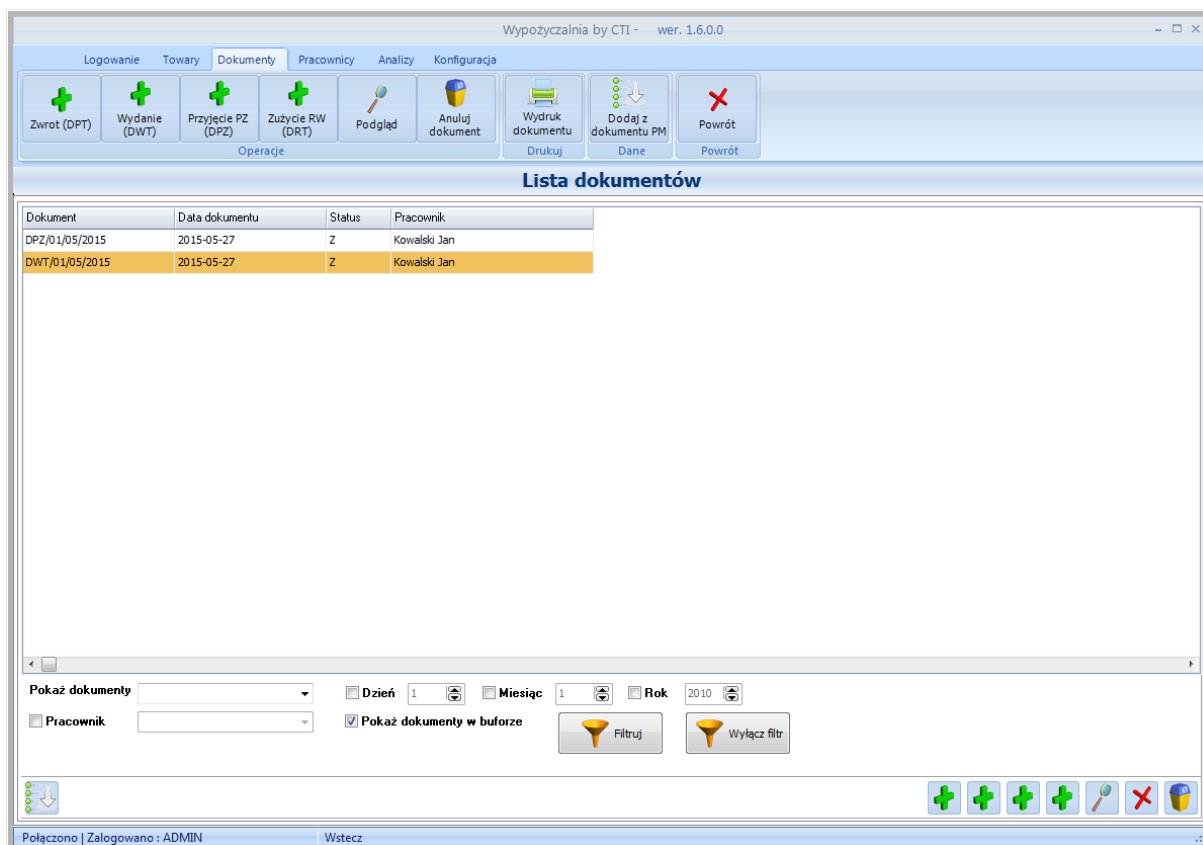 Wypożyczalnia by CTI - wer. 1.6.0.0
Logowanie Towary Dokumenty Pracownicy Analizy Konfiguracja
Zwrot (DPT) Wydanie (DWT) Przyjęcie PZ (DPZ) Zużycie RW (DRT) Podgląd Anuluj dokument Wydruk dokumentu Dodaj z dokumentu PM Powrót
Operacje Drukuj Dane Powrót
Lista dokumentów
Dokument Data dokumentu Status Pracownik
DPZ/01/05/2015 2015-05-27 Z Kowalski Jan
DWT/01/05/2015 2015-05-27 Z Kowalski Jan
Pokaż dokumenty Dzień 1 Miesiąc 1 Rok 2010
Pracownik Pokaż dokumenty w buforze Filtruj Wyłącz filtr
Połączono | Zalogowano : ADMIN Wstecz